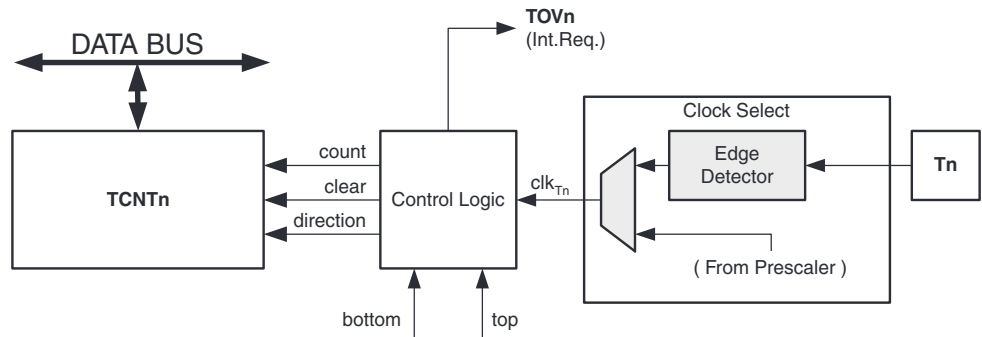 TOVn
(Int.Req.)
DATA BUS
Clock Select
count
clear
direction
TCNTn
Control Logic
clkTn
Edge
Detector
Tn
( From Prescaler )
bottom
top